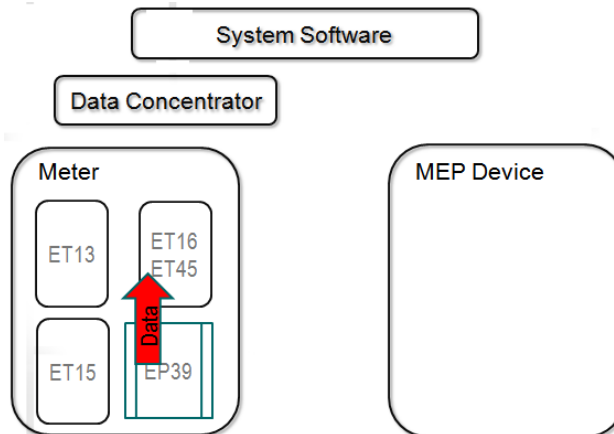 System Software
Data Concentrator
Meter
MEP Device
ET13
ET16
ET45
Data
ET15
EP39